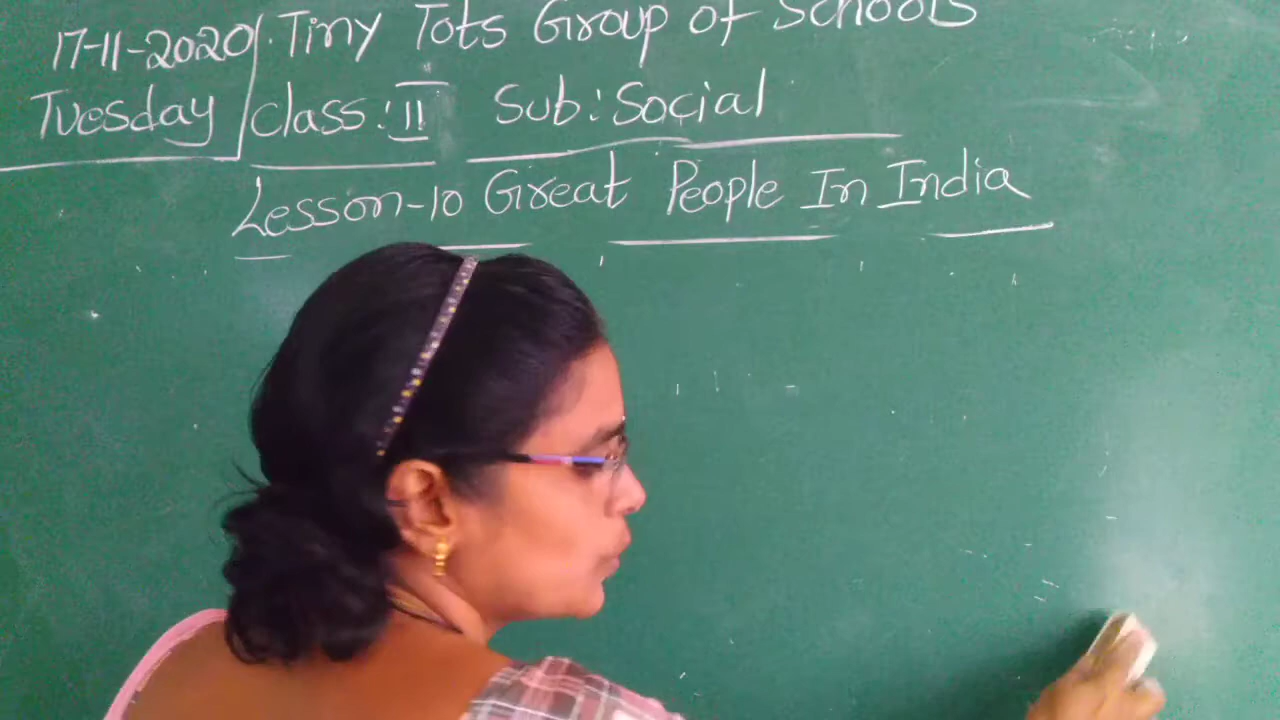 17-11-2020 Tiny Tots Group of Schools
Tuesday class: II Sub: Social
Lesson-10 Great People In India